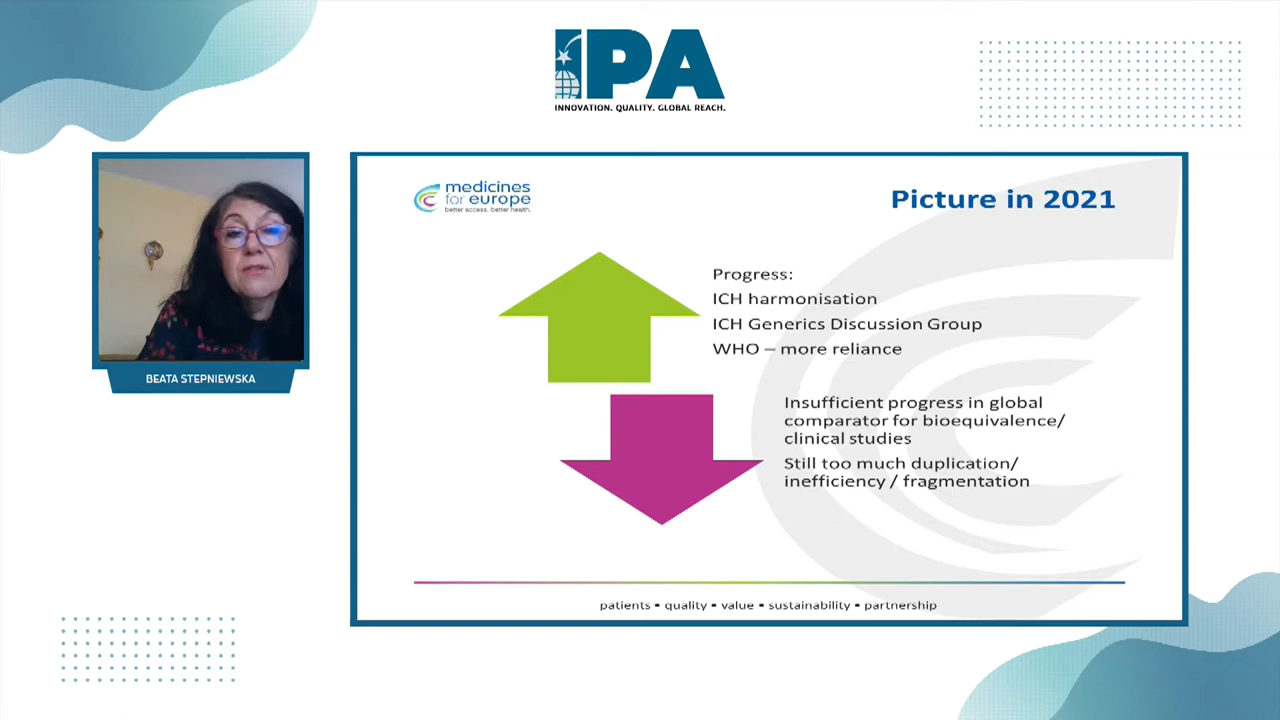 IPA
INNOVATION. QUALITY. GLOBAL REACH.
BEATA STEPNIEWSKA
medicines
for europe
better access. better health.
Picture in 2021
Progress:
ICH harmonisation
ICH Generics Discussion Group
WHO – more reliance
Insufficient progress in global
comparator for bioequivalence/
clinical studies
Still too much duplication/
inefficiency / fragmentation
patients • quality • value • sustainability • partnership